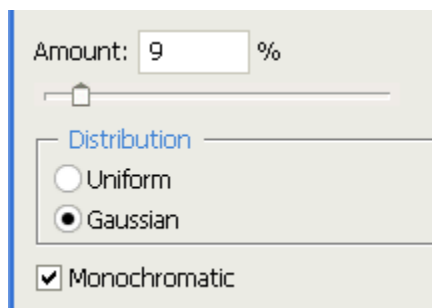 Amount: 9 %
Distribution
Uniform
Gaussian
Monochromatic